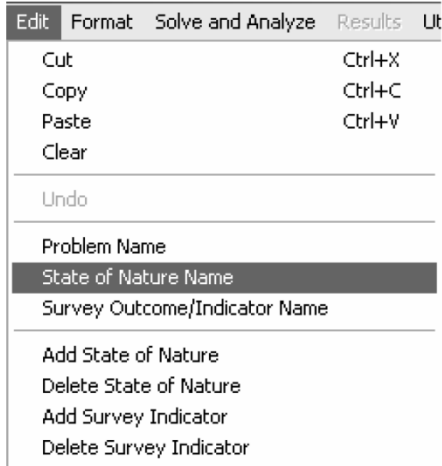 Edit Format Solve and Analyze Results Ut
Cut Ctrl+X
Copy Ctrl+C
Paste Ctrl+V
Clear
Undo
Problem Name
State of Nature Name
Survey Outcome/Indicator Name
Add State of Nature
Delete State of Nature
Add Survey Indicator
Delete Survey Indicator